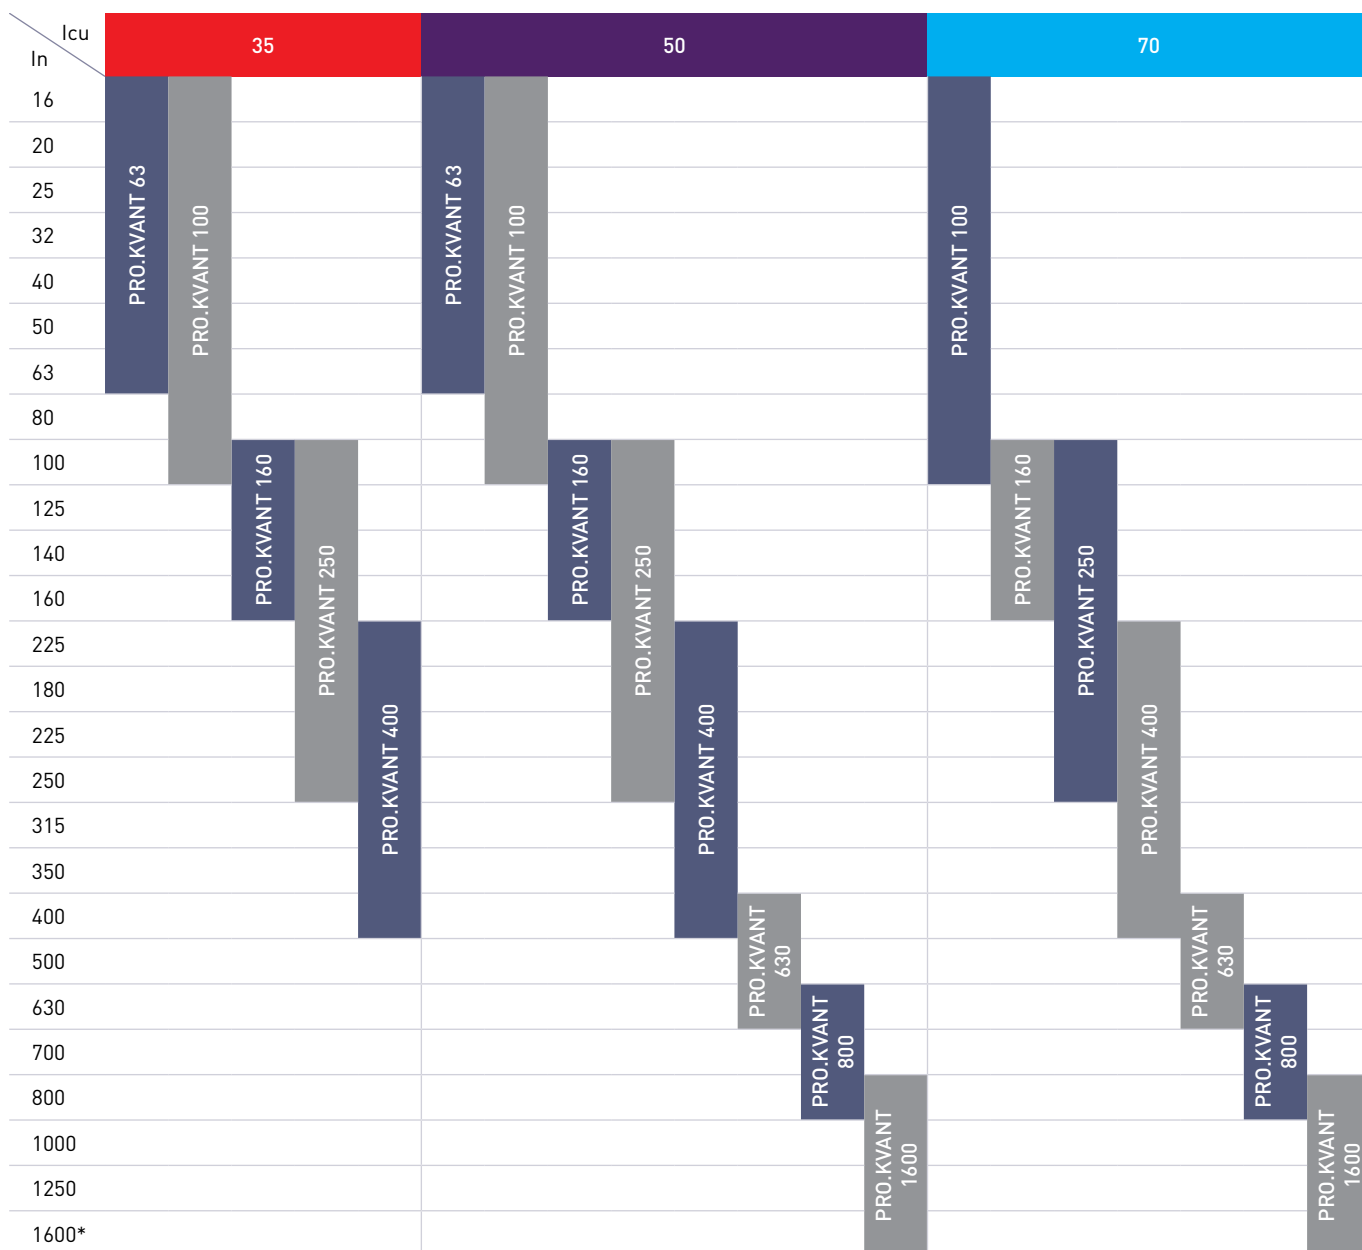 Icu
In
35
50
70
16
20
25
32
40
50
63
80
100
125
140
160
225
180
225
250
315
350
400
500
630
700
800
1000
1250
1600*
PRO.KVANT 63
PRO.KVANT 100
PRO.KVANT 160
PRO.KVANT 250
PRO.KVANT 400
PRO.KVANT 63
PRO.KVANT 100
PRO.KVANT 160
PRO.KVANT 250
PRO.KVANT 400
PRO.KVANT
630
PRO.KVANT
800
PRO.KVANT
1600
PRO.KVANT 100
PRO.KVANT 160
PRO.KVANT 250
PRO.KVANT 400
PRO.KVANT
630
PRO.KVANT
800
PRO.KVANT
1600